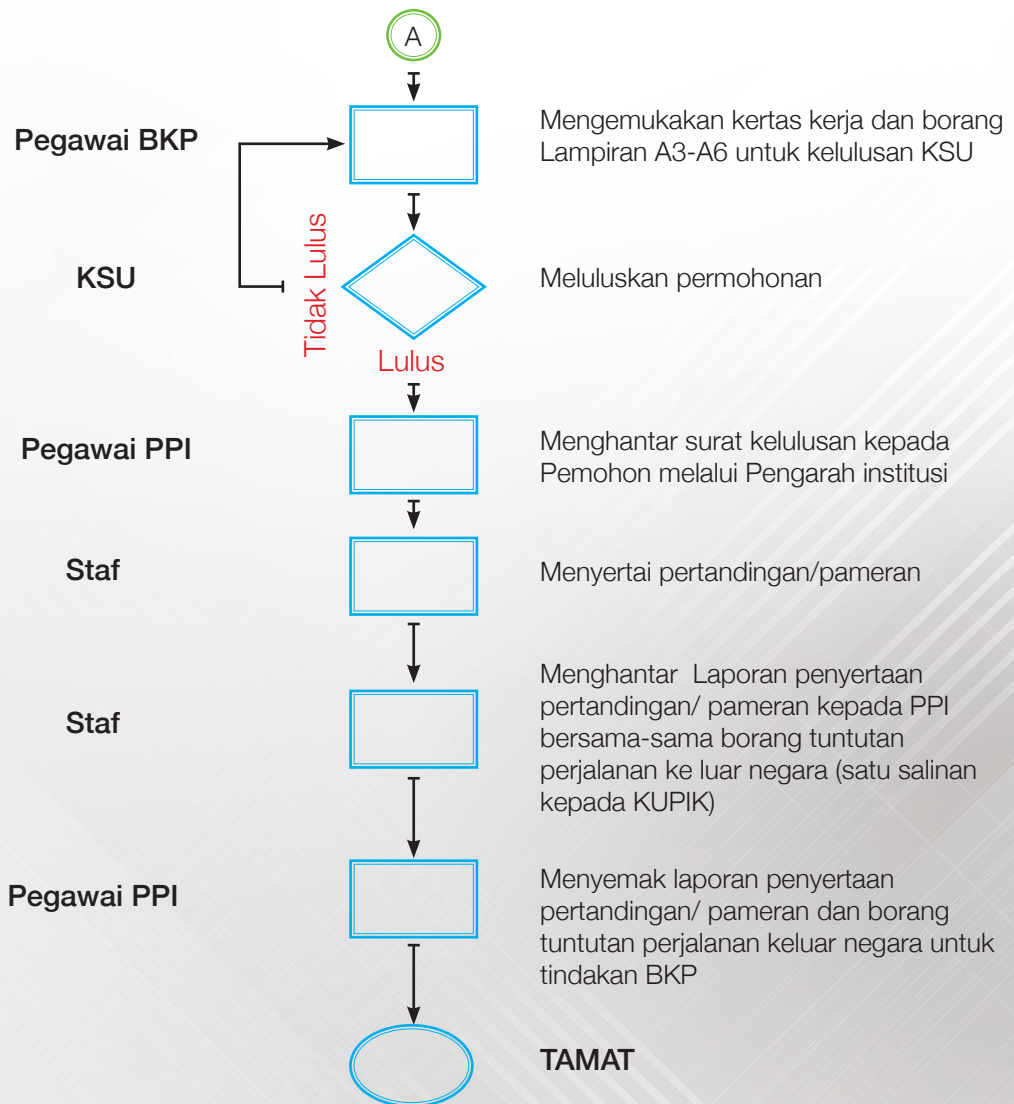 A
Pegawai BKP
Mengemukakan kertas kerja dan borang
Lampiran A3-A6 untuk kelulusan KSU
Tidak Lulus
KSU
Meluluskan permohonan
Lulus
Pegawai PPI
Menghantar surat kelulusan kepada
Pemohon melalui Pengarah institusi
Staf
Menyertai pertandingan/pameran
Staf
Menghantar Laporan penyertaan
pertandingan/ pameran kepada PPI
bersama-sama borang tuntutan
perjalanan ke luar negara (satu salinan
kepada KUPIK)
Pegawai PPI
Menyemak laporan penyertaan
pertandingan/ pameran dan borang
tuntutan perjalanan keluar negara untuk
tindakan BKP
TAMAT